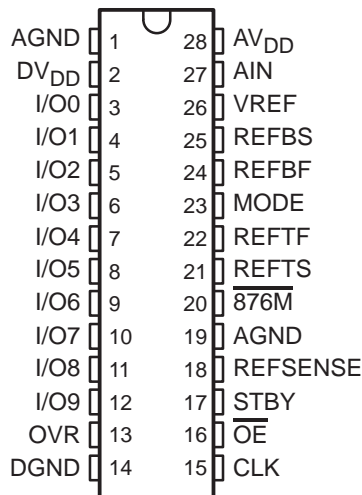 AGND 1 28 AVDD
DVDD 2 27 AIN
I/O0 3 26 VREF
I/O1 4 25 REFBS
I/O2 5 24 REFBF
I/O3 6 23 MODE
I/O4 7 22 REFTF
I/O5 8 21 REFTS
I/O6 9 20 876M
I/O7 10 19 AGND
I/O8 11 18 REFSENSE
I/O9 12 17 STBY
OVR 13 16 OE
DGND 14 15 CLK